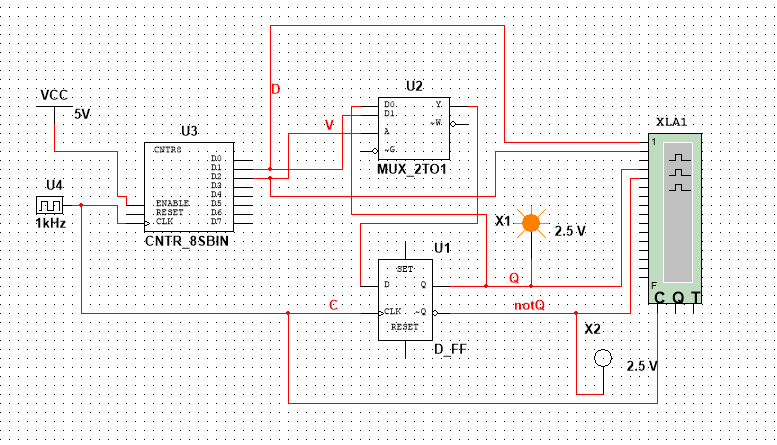 VCC
5V
U4
1kHz
U3
CNTR8
D0
D1
D2
D3
D4
ENABLE D5
RESET D6
CLK D7
CNTR_8SBIN
D
V
U2
D0 Y
D1
~W
A
~G
MUX_2TO1
XLA1
1
F
C Q T
X1
2.5 V
U1
SET
D Q
CLK ~Q
RESET
D_FF
C
Q
notQ
X2
2.5 V